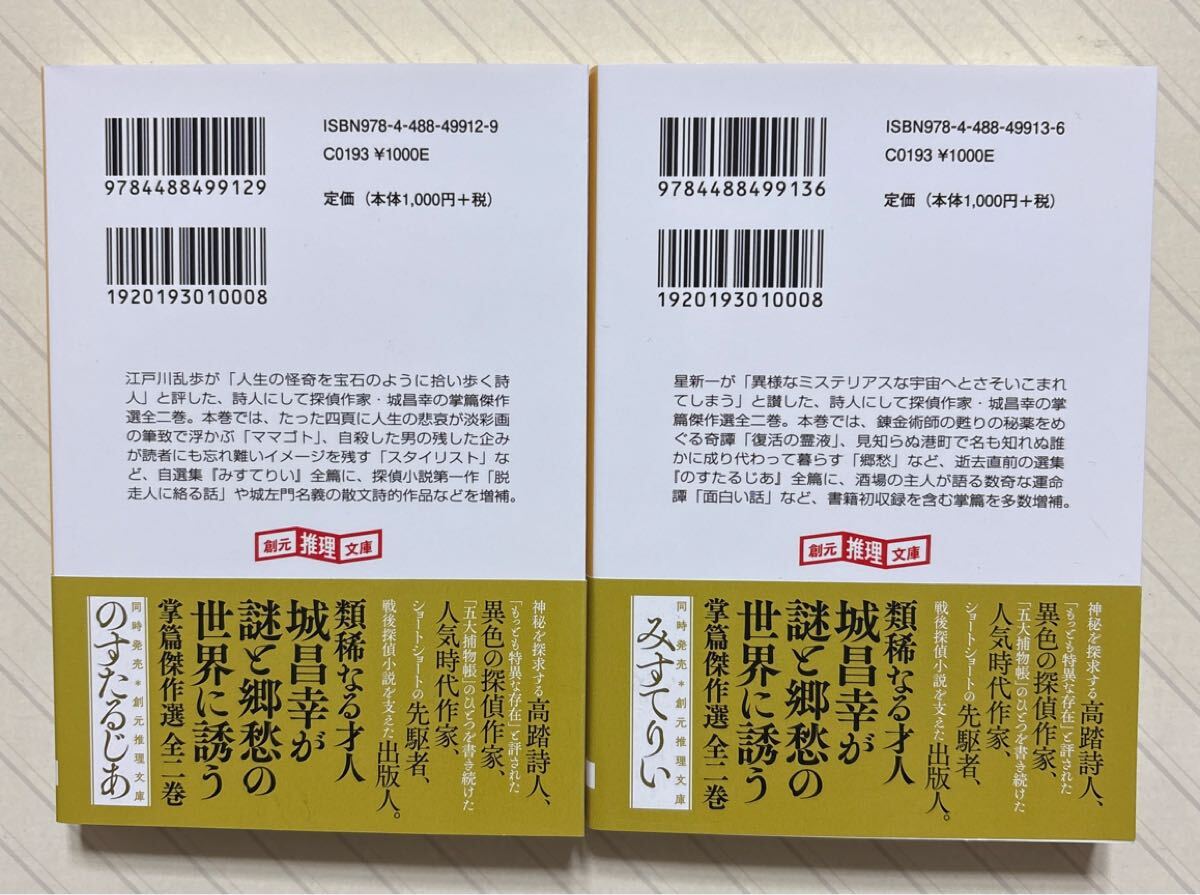 ISBN978-4-488-49912-9
C0193 ¥1000E
定価（本体1,000円＋税）
9784488499129
1920193010008
江戸川乱歩が「人生の怪奇を宝石のように拾い歩く詩
人」と評した、詩人にして探偵作家・城昌幸の掌篇傑作
選全二巻。本巻では、たった四頁に人生の悲哀が淡彩画
の筆致で浮かぶ「ママゴト」、自殺した男の残した企み
が読者にも忘れ難いイメージを残す「スタイリスト」な
ど、自選集『みすてりい』全篇に、探偵小説第一作「脱
走人に絡る話」や城左門名義の散文詩的作品などを増補。
創元推理文庫
神秘を探求する、高踏詩人、
「もっとも特異な存在」と評された
異色の探偵作家、
「五大捕物帳」のひとつを書き続けた
人気時代作家、
ショートショートの先駆者、
戦後探偵小説を支えた出版人。
類稀なる才人
城昌幸が
謎と郷愁の
世界に誘う
掌篇傑作選 全二巻
同時発売＊創元推理文庫
のすたるじあ
ISBN978-4-488-49913-6
C0193 ¥1000E
定価（本体1,000円＋税）
9784488499136
1920193010008
星新一が「異様なミステリアスな宇宙へとさそいこまれ
てしまう」と讃した、詩人にして探偵作家・城昌幸の掌
篇傑作選全二巻。本巻では、錬金術師の甦りの秘薬をめ
ぐる奇譚「復活の霊液」、見知らぬ港町で名も知れぬ誰
かに成り代わって暮らす「郷愁」など、逝去直前の選集
『のすたるじあ』全篇に、酒場の主人が語る数奇な運命
譚「面白い話」など、書籍初収録を含む掌篇を多数増補。
創元推理文庫
神秘を探求する、高踏詩人、
「もっとも特異な存在」と評された
異色の探偵作家、
「五大捕物帳」のひとつを書き続けた
人気時代作家、
ショートショートの先駆者、
戦後探偵小説を支えた出版人。
類稀なる才人
城昌幸が
謎と郷愁の
世界に誘う
掌篇傑作選 全二巻
同時発売＊創元推理文庫
みすてりい